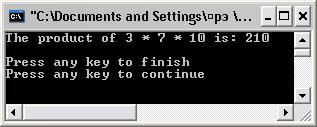 "C:\Documents and Settings\¤рэ \...
The product of 3 * 7 * 10 is: 210
Press any key to finish
Press any key to continue